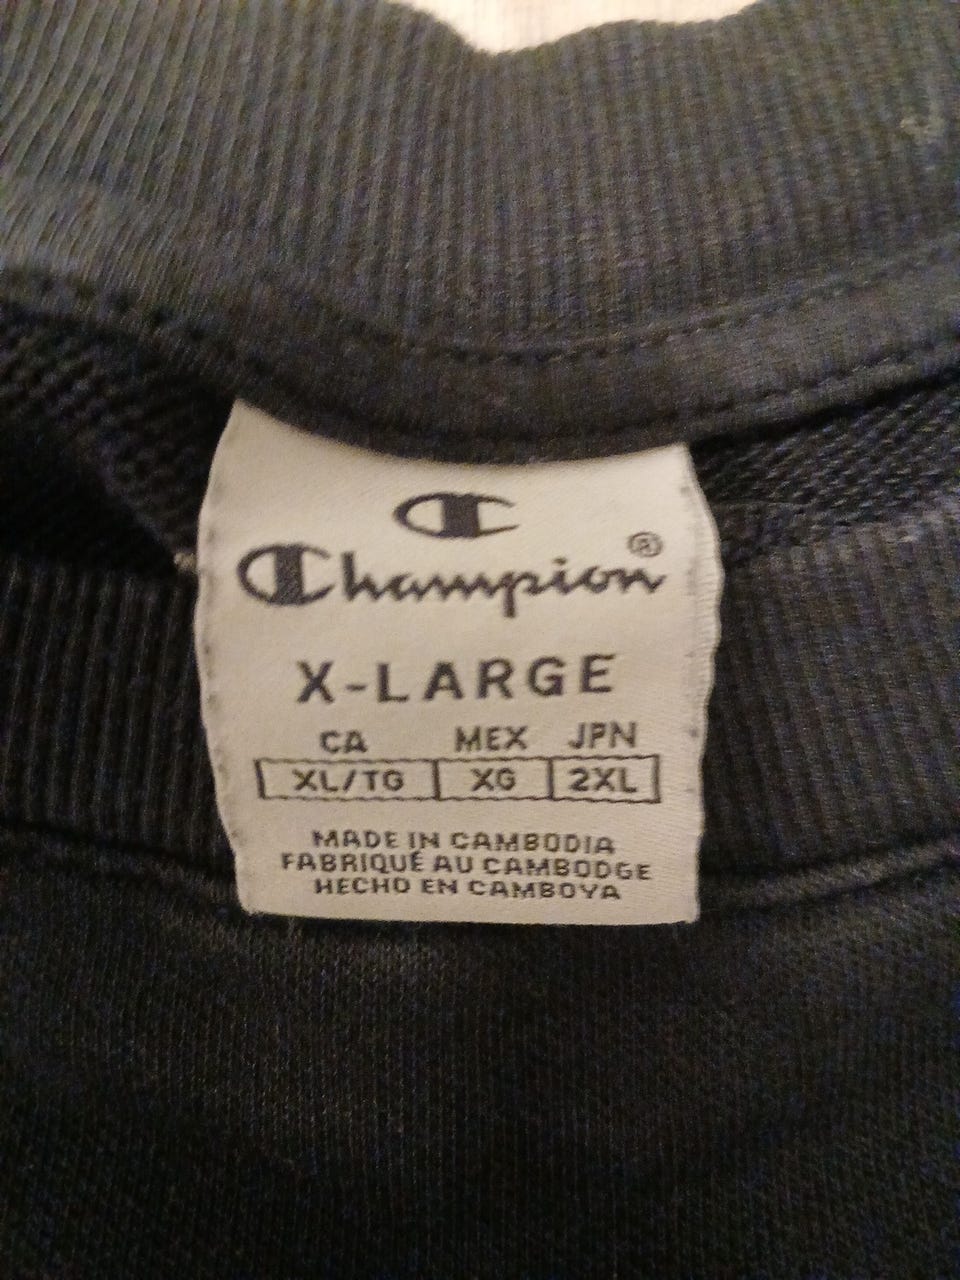 Champion®
X-LARGE
CA MEX JPN
XL/TG XG 2XL
MADE IN CAMBODIA
FABRIQUÉ AU CAMBODGE
HECHO EN CAMBOYA